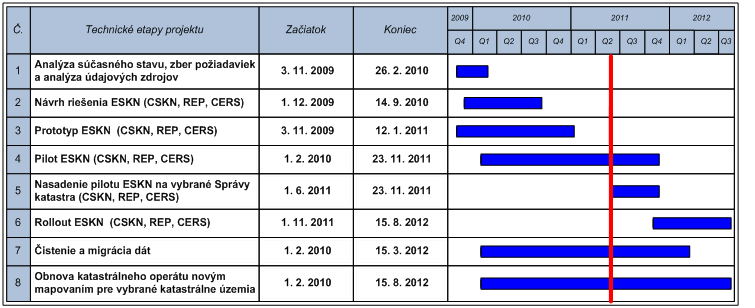 Č. Technické etapy projektu Začiatok Koniec 2009 2010 2011 2012
Q4 Q1 Q2 Q3 Q4 Q1 Q2 Q3 Q4 Q1 Q2 Q3
1 Analýza súčasného stavu, zber požiadaviek
a analýza údajových zdrojov 3. 11. 2009 26. 2. 2010
2 Návrh riešenia ESKN (CSKN, REP, CERS) 1. 12. 2009 14. 9. 2010
3 Prototyp ESKN (CSKN, REP, CERS) 3. 11. 2009 12. 1. 2011
4 Pilot ESKN (CSKN, REP, CERS) 1. 2. 2010 23. 11. 2011
5 Nasadenie pilotu ESKN na vybrané Správy
katastra (CSKN, REP, CERS) 1. 6. 2011 23. 11. 2011
6 Rollout ESKN (CSKN, REP, CERS) 1. 11. 2011 15. 8. 2012
7 Čistenie a migrácia dát 1. 2. 2010 15. 3. 2012
8 Obnova katastrálneho operátu novým
mapovaním pre vybrané katastrálne územia 1. 2. 2010 15. 8. 2012